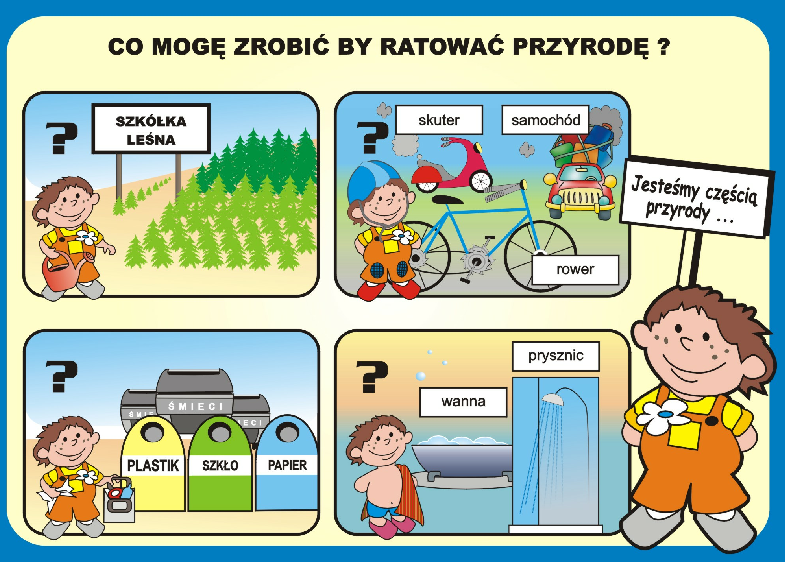 CO MOGĘ ZROBIĆ BY RATOWAĆ PRZYRODĘ ?
?
SZKÓŁKA
LEŚNA
?
skuter
samochód
rower
Jesteśmy częścią
przyrody ...
?
ŚMIECI
PLASTIK
SZKŁO
PAPIER
?
prysznic
wanna